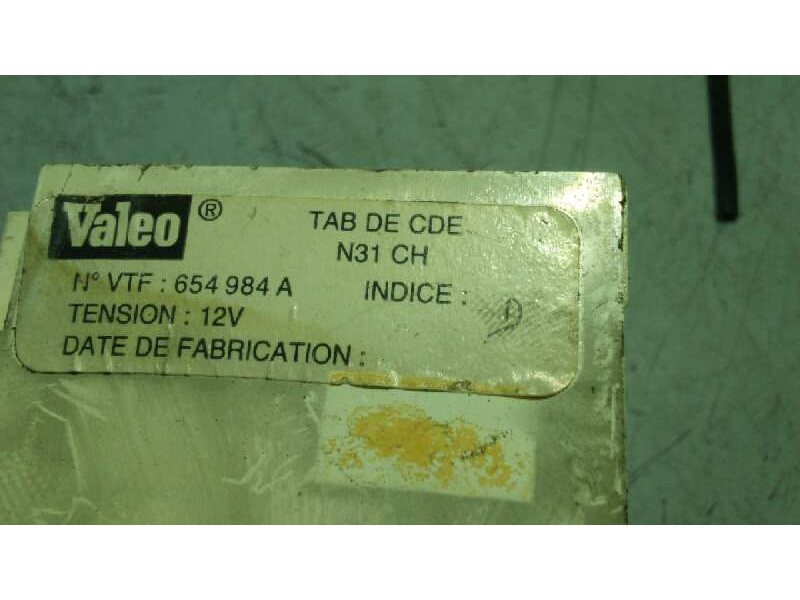 Valeo ®
TAB DE CDE
N31 CH
N° VTF : 654 984 A
INDICE :
TENSION : 12V
DATE DE FABRICATION :